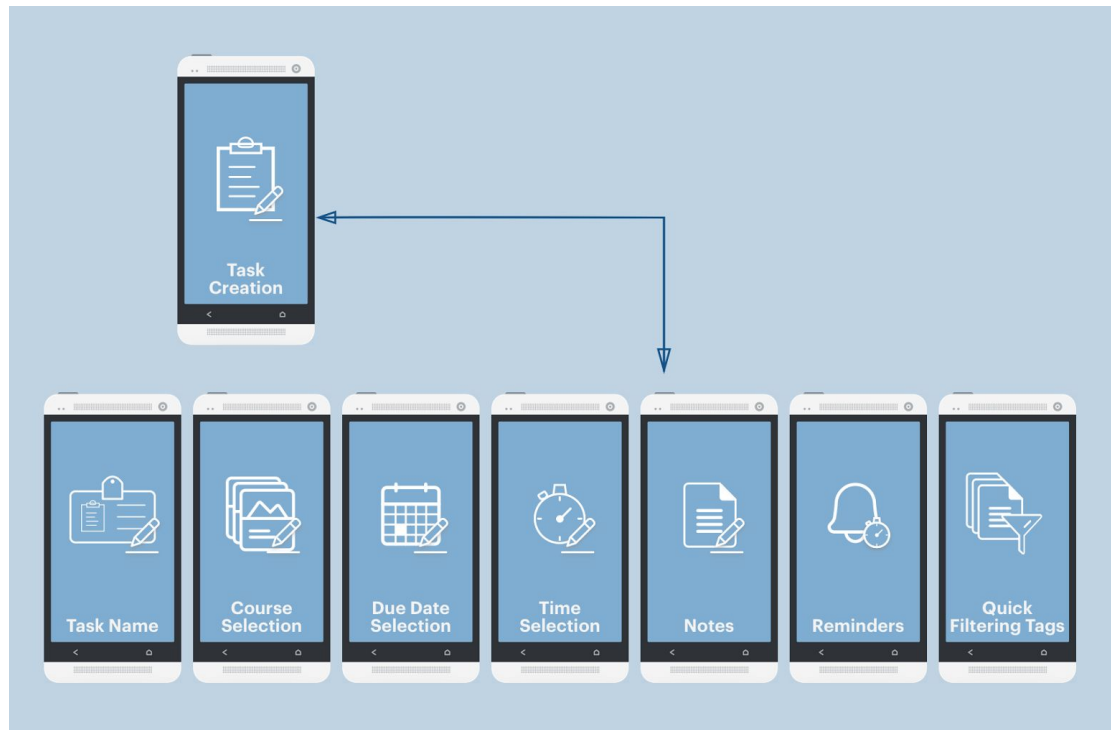 Task
Creation
Task Name
Course
Selection
Due Date
Selection
Time
Selection
Notes
Reminders
Quick
Filtering Tags